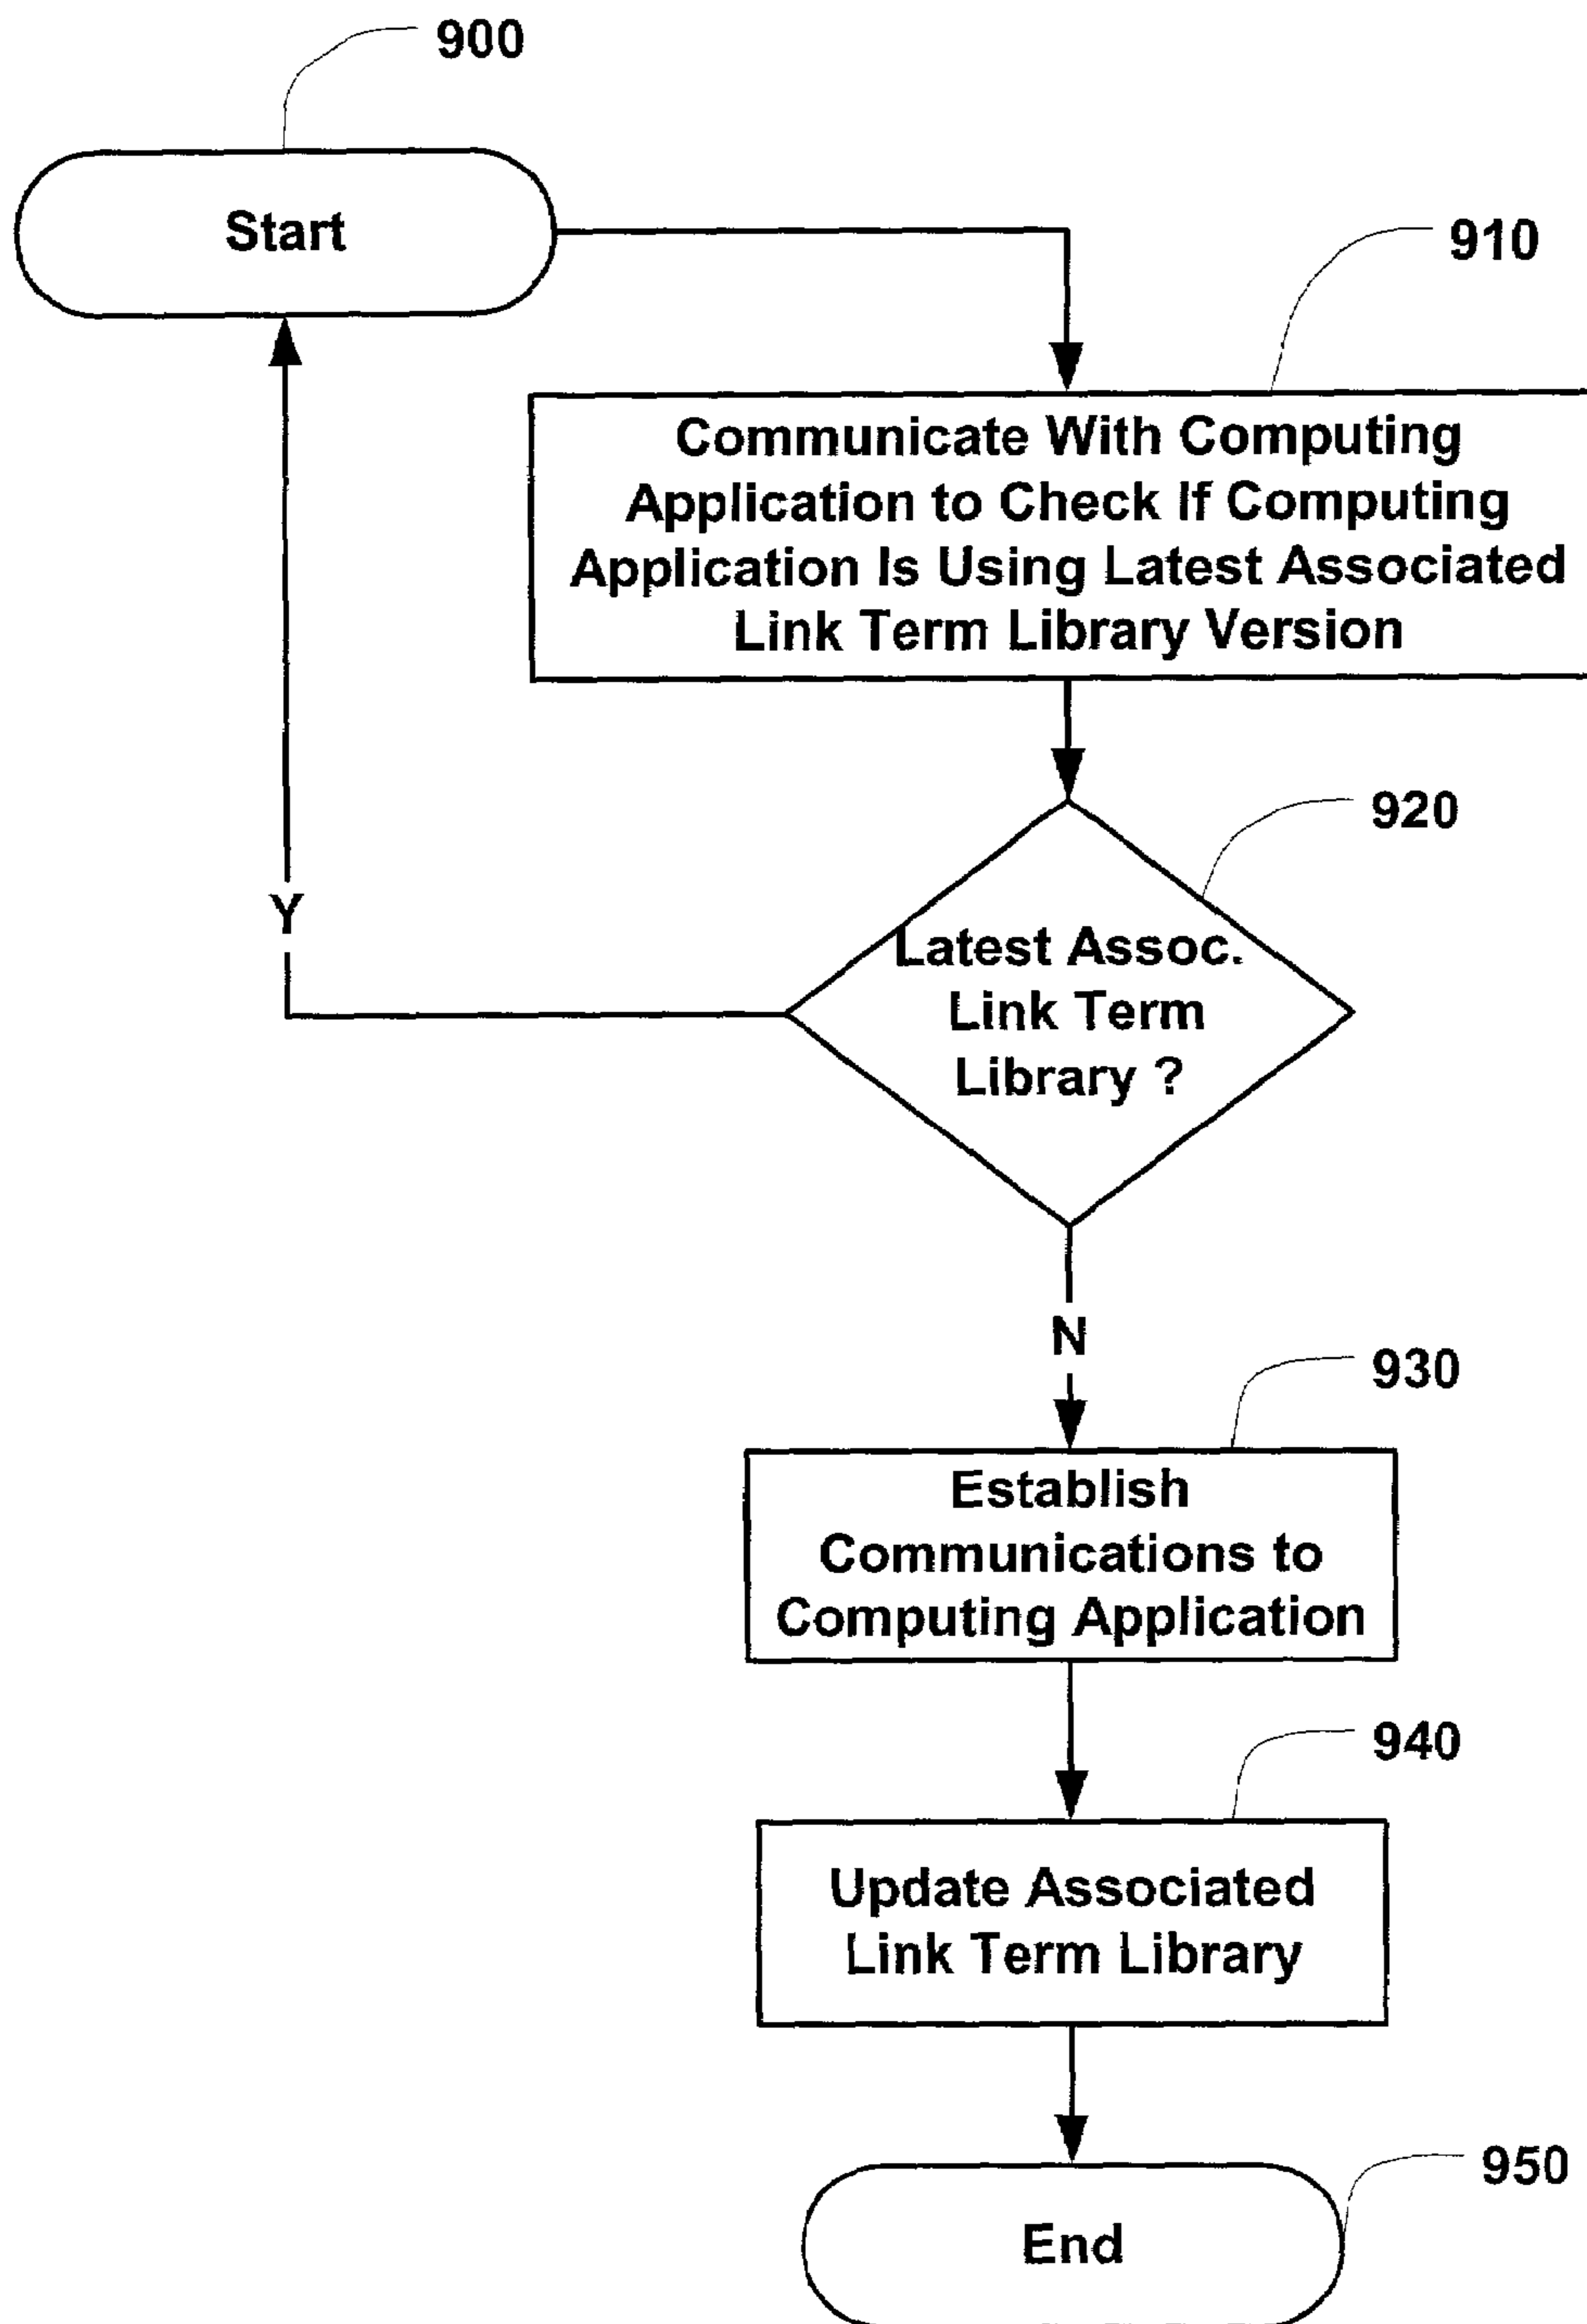 900
Start
910
Communicate With Computing
Application to Check If Computing
Application Is Using Latest Associated
Link Term Library Version
920
Latest Assoc.
Link Term
Library ?
Y
N
930
Establish
Communications to
Computing Application
940
Update Associated
Link Term Library
950
End